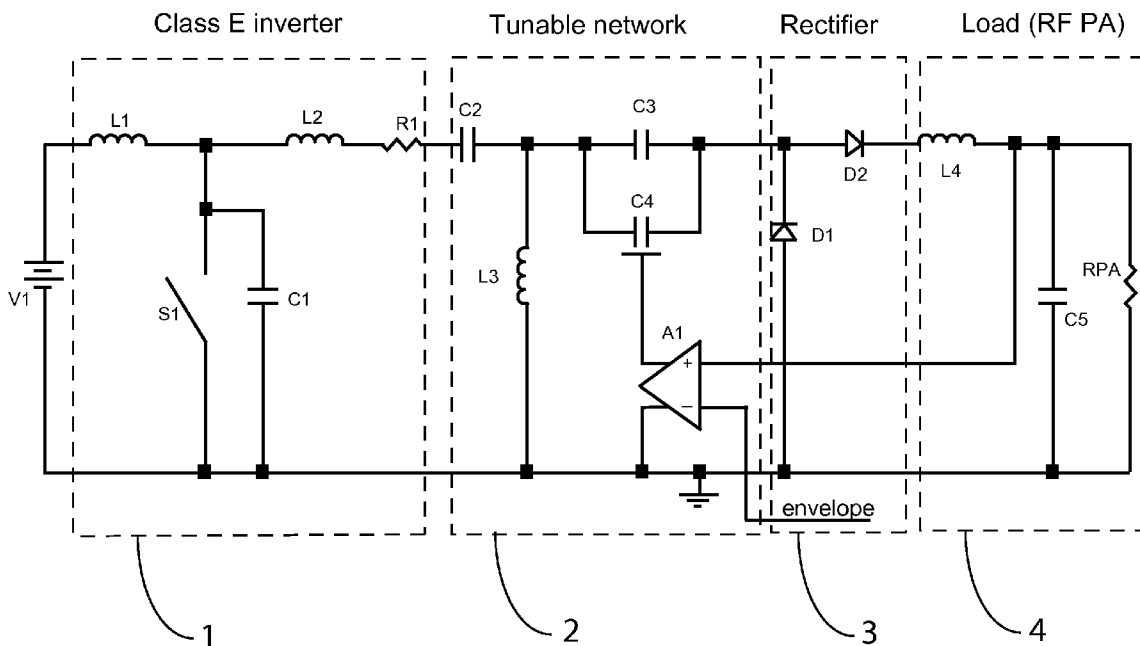 Class E inverter
Tunable network
Rectifier
Load (RF PA)
L1
L2
R1
C2
C3
D2
L4
C4
D1
V1
S1
C1
L3
A1
+
−
C5
RPA
envelope
1
2
3
4